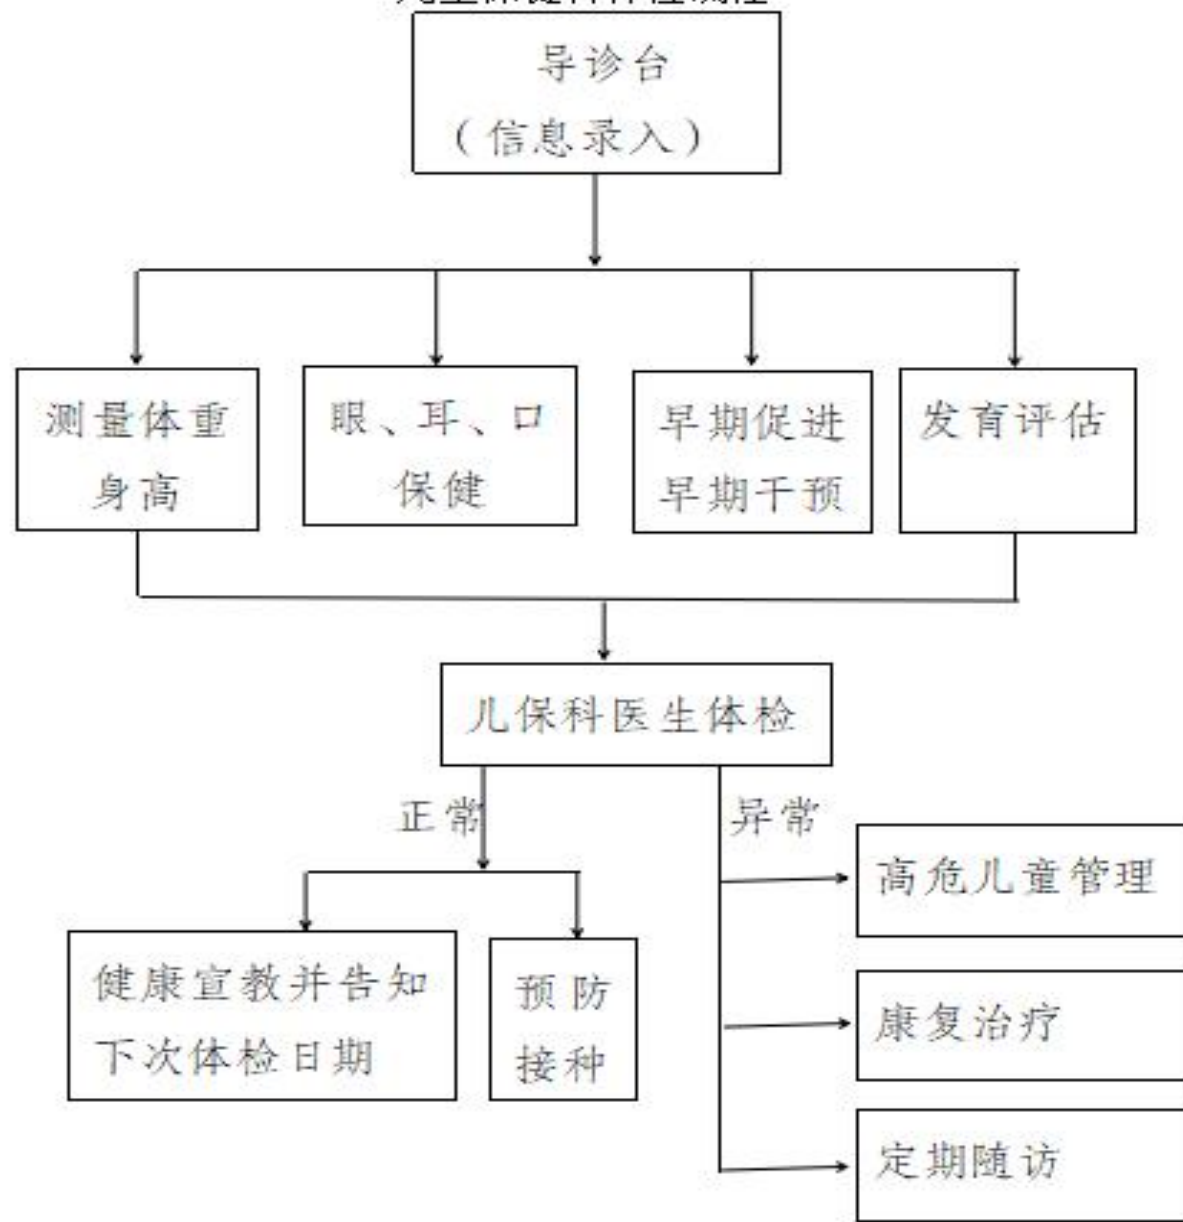 导诊台
（信息录入）
测量体重
身高
眼、耳、口
保健
早期促进
早期干预
发育评估
儿保科医生体检
正常
异常
高危儿童管理
健康宣教并告知
下次体检日期
预防
接种
康复治疗
定期随访